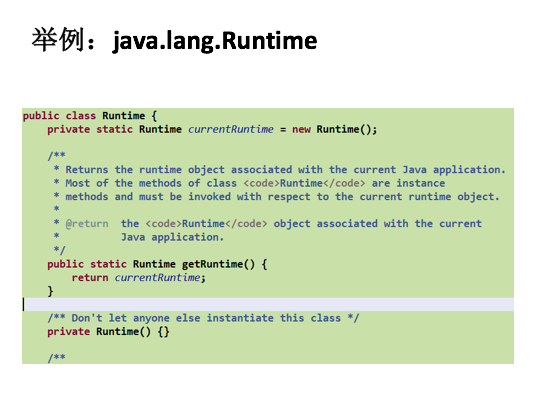 举例：java.lang.Runtime
public class Runtime {
    private static Runtime currentRuntime = new Runtime();
    /**
     * Returns the runtime object associated with the current Java application.
     * Most of the methods of class <code>Runtime</code> are instance
     * methods and must be invoked with respect to the current runtime object.
     *
     * @return  the <code>Runtime</code> object associated with the current
     *          Java application.
     */
    public static Runtime getRuntime() {
        return currentRuntime;
    }
    /** Don't let anyone else instantiate this class */
    private Runtime() {}
    /**